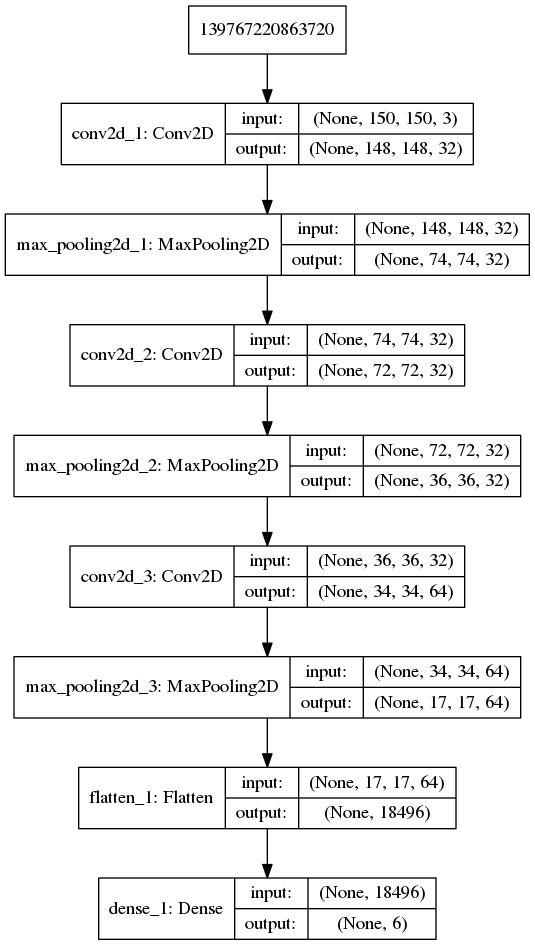 139767220863720
conv2d_1: Conv2D
input: (None, 150, 150, 3)
output: (None, 148, 148, 32)
max_pooling2d_1: MaxPooling2D
input: (None, 148, 148, 32)
output: (None, 74, 74, 32)
conv2d_2: Conv2D
input: (None, 74, 74, 32)
output: (None, 72, 72, 32)
max_pooling2d_2: MaxPooling2D
input: (None, 72, 72, 32)
output: (None, 36, 36, 32)
conv2d_3: Conv2D
input: (None, 36, 36, 32)
output: (None, 34, 34, 64)
max_pooling2d_3: MaxPooling2D
input: (None, 34, 34, 64)
output: (None, 17, 17, 64)
flatten_1: Flatten
input: (None, 17, 17, 64)
output: (None, 18496)
dense_1: Dense
input: (None, 18496)
output: (None, 6)